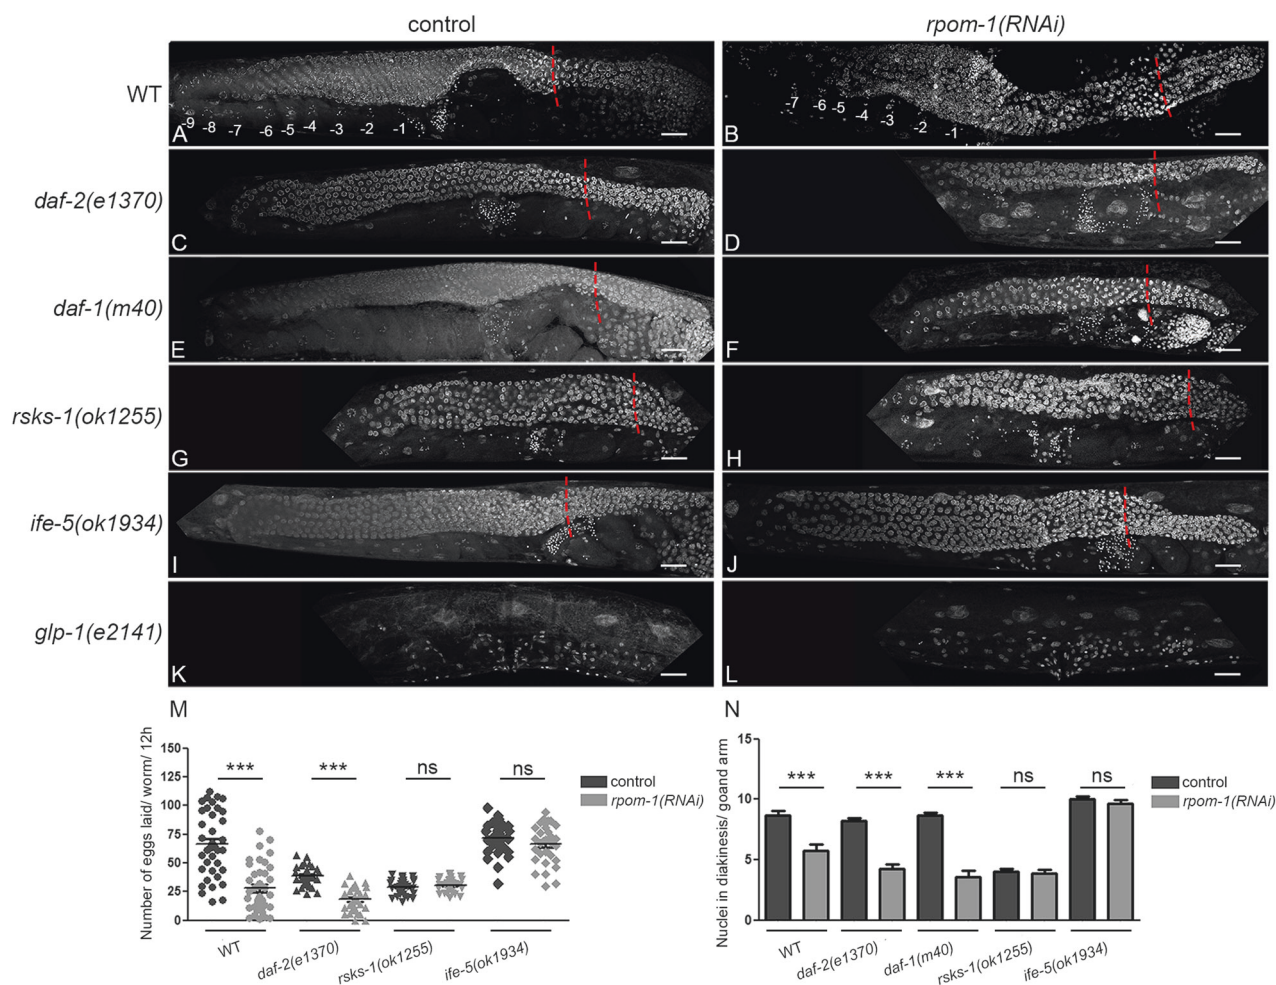 control
rpom-1(RNAi)
WT
-9 -8 -7 -6 -5 -4 -3 -2 -1
A
-7 -6 -5 -4 -3 -2 -1
B
daf-2(e1370)
C
D
daf-1(m40)
E
F
rsks-1(ok1255)
G
H
ife-5(ok1934)
I
J
glp-1(e2141)
K
L
M
Number of eggs laid/ worm/ 12h
150
125
100
75
50
25
0
***
***
ns
ns
control
rpom-1(RNAi)
WT
daf-2(e1370)
rsks-1(ok1255)
ife-5(ok1934)
N
Nuclei in diakinesis/ goand arm
15
10
5
0
***
***
***
ns
ns
control
rpom-1(RNAi)
WT
daf-2(e1370)
daf-1(m40)
rsks-1(ok1255)
ife-5(ok1934)